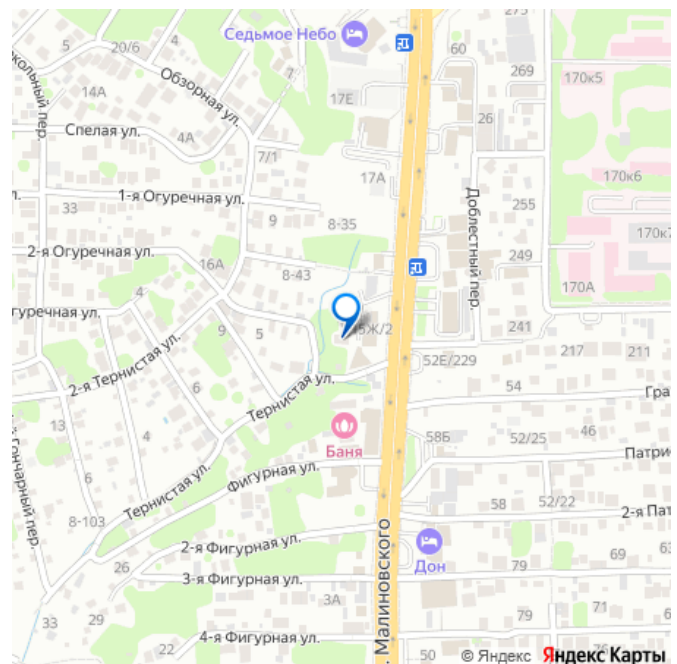 275
5
20/6
4
Седьмое Небо
60
269
170к5
7
Обзорная ул.
14А
17Е
26
Спелая ул.
4А
7/1
170к6
17А
1-я Огуречная ул.
33
9
8-35
255
Доблестный пер.
170к7
2-я Огуречная ул.
16А
8-43
249
170А
4
9
5
45Ж/2
241
217
211
52Е/229
2-я Тернистая ул.
6
Тернистая ул.
54
13
4
Баня
58Б
52/25
46
6
Тернистая ул.
Фигурная ул.
58
52/22
8-103
2-я Фигурная ул.
Дон
69
63
26
3-я Фигурная ул.
33
29
3А
79
71
22
4-я Фигурная ул.
50
79
© Яндекс Яндекс Карты